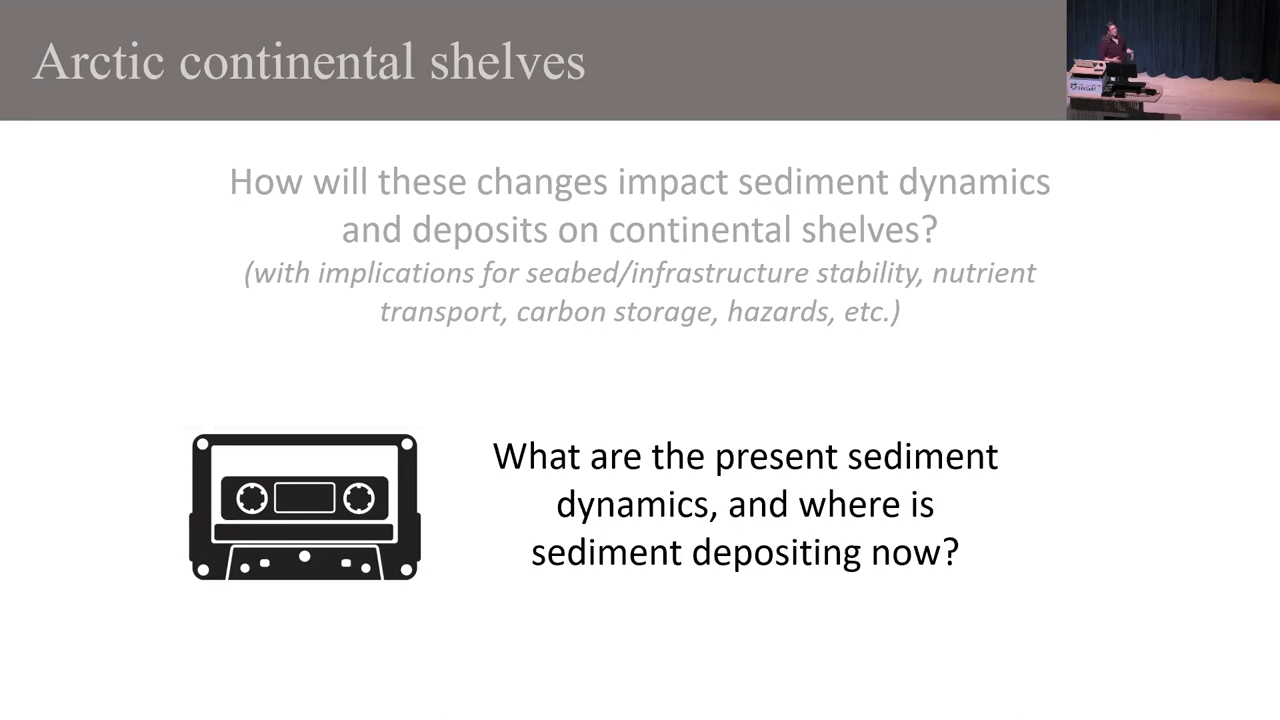 Arctic continental shelves
How will these changes impact sediment dynamics
and deposits on continental shelves?
(with implications for seabed/infrastructure stability, nutrient
transport, carbon storage, hazards, etc.)
What are the present sediment
dynamics, and where is
sediment depositing now?